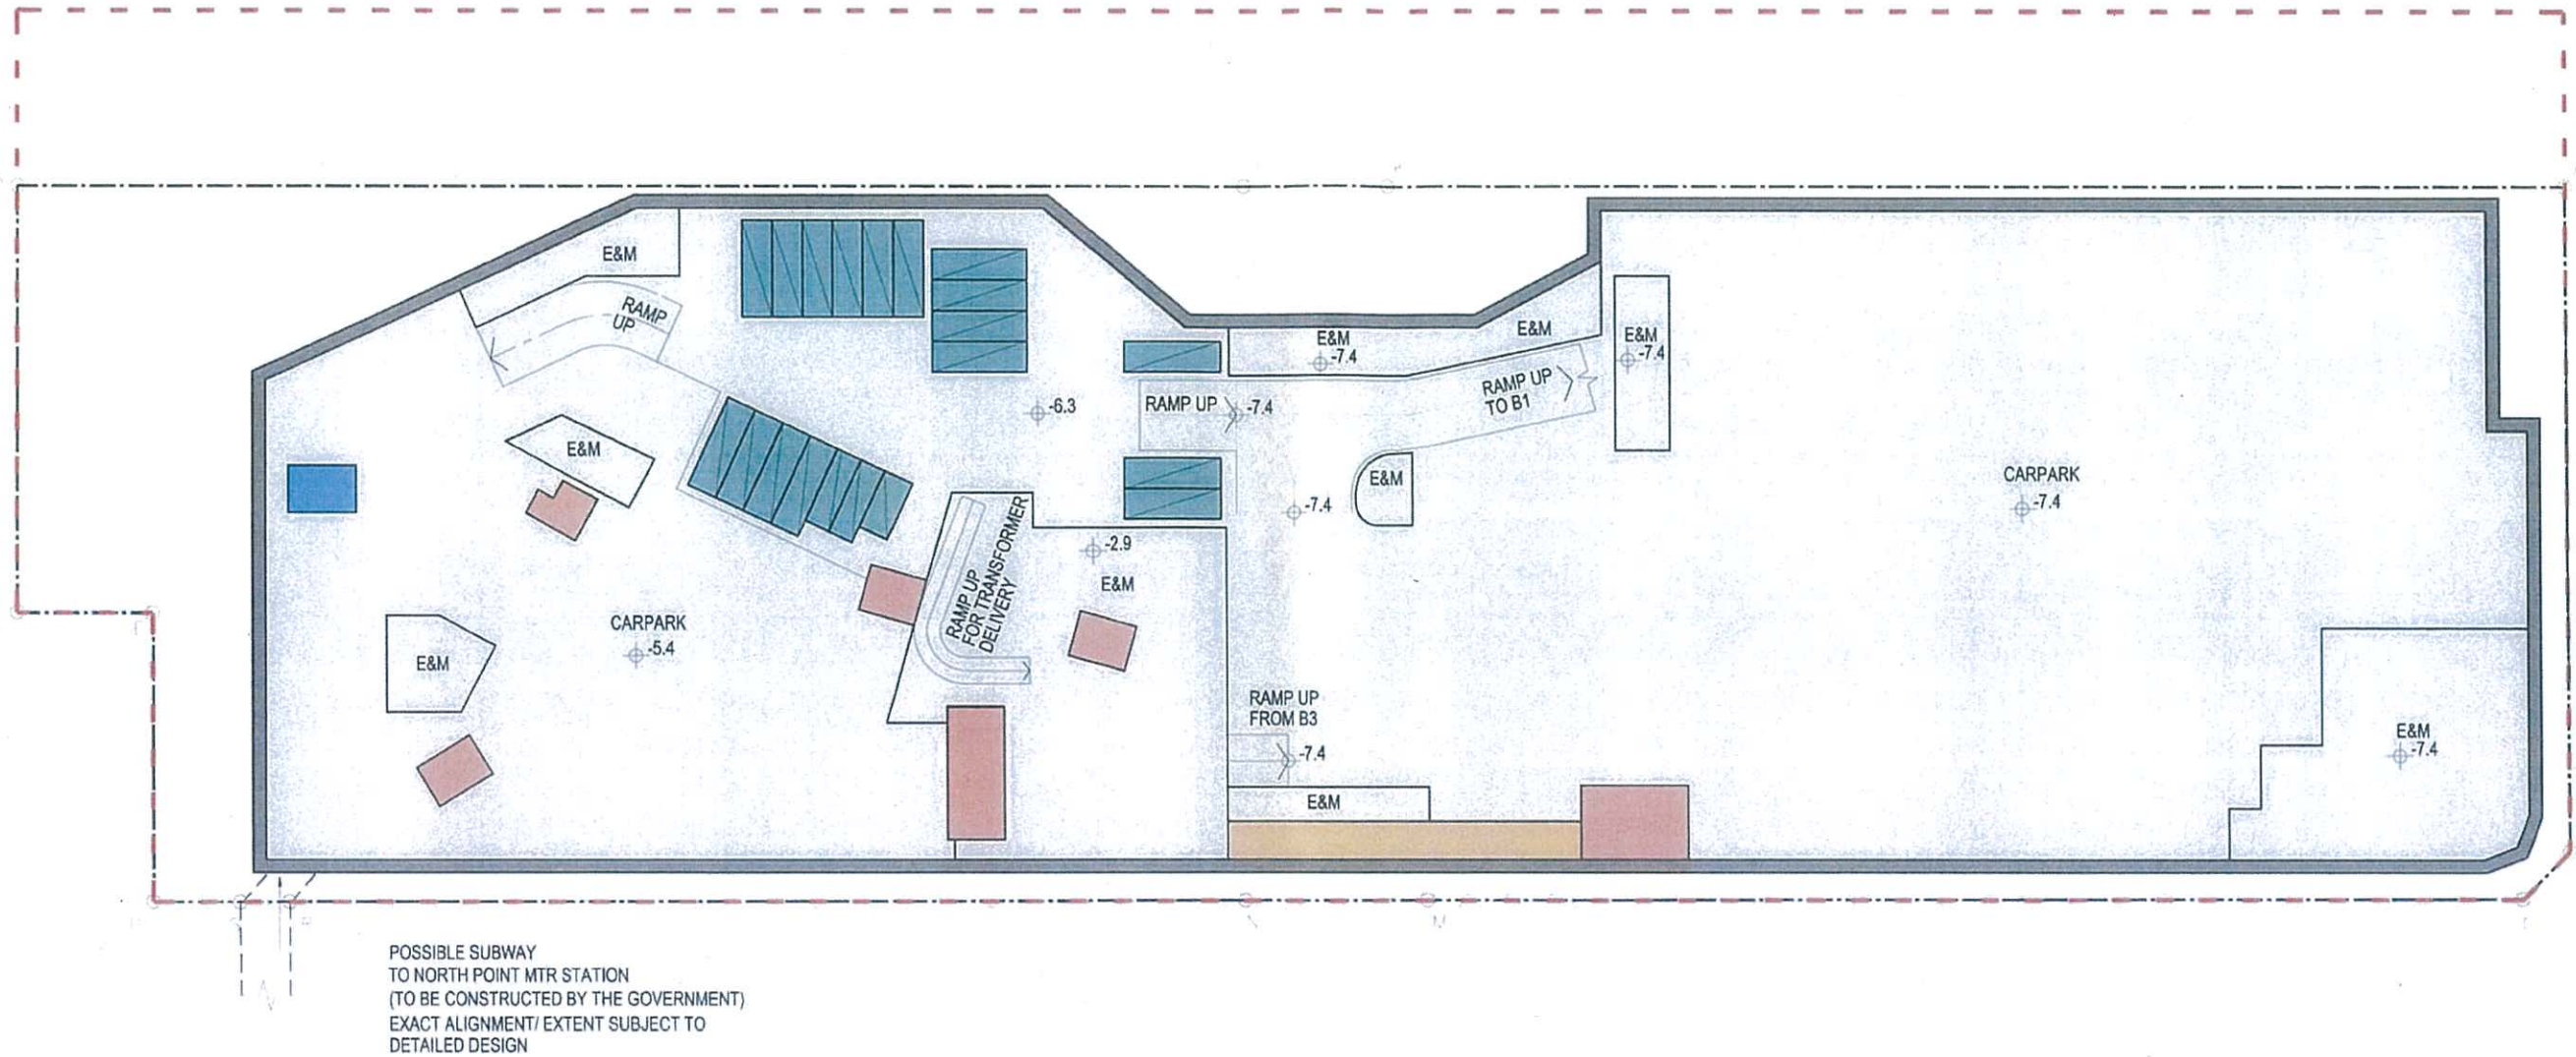 E&M
RAMP
UP
E&M
E&M
CARPARK
-5.4
-6.3
RAMP UP
-7.4
E&M
-7.4
E&M
E&M
-7.4
RAMP UP
TO B1
E&M
-7.4
CARPARK
-7.4
RAMP UP
FOR TRANSFORMER
DELIVERY
-2.9
E&M
RAMP UP
FROM B3
-7.4
E&M
E&M
-7.4
POSSIBLE SUBWAY
TO NORTH POINT MTR STATION
(TO BE CONSTRUCTED BY THE GOVERNMENT)
EXACT ALIGNMENT/ EXTENT SUBJECT TO
DETAILED DESIGN